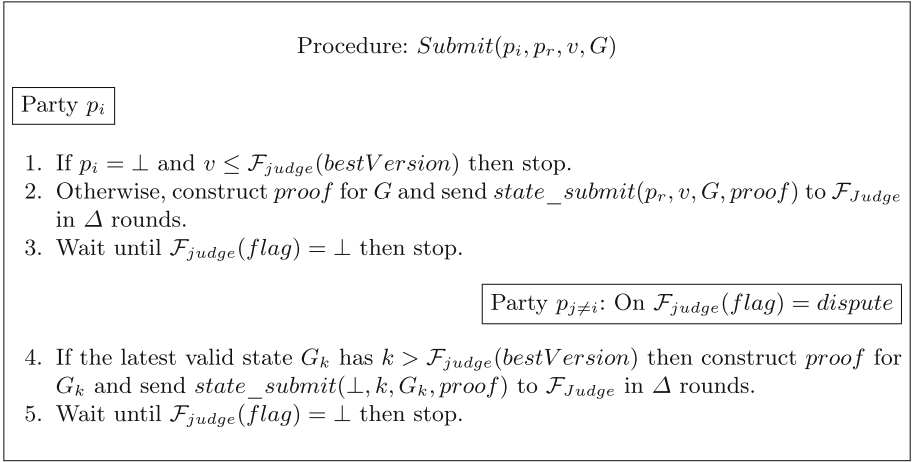 Procedure: Submit(p_i, p_r, v, G)
Party p_i
1. If p_i = ⊥ and v ≤ F_judge(bestVersion) then stop.
2. Otherwise, construct proof for G and send state_submit(p_r, v, G, proof) to F_Judge
in Δ rounds.
3. Wait until F_judge(flag) = ⊥ then stop.
Party p_{j≠i}: On F_judge(flag) = dispute
4. If the latest valid state G_k has k > F_judge(bestVersion) then construct proof for
G_k and send state_submit(⊥, k, G_k, proof) to F_Judge in Δ rounds.
5. Wait until F_judge(flag) = ⊥ then stop.